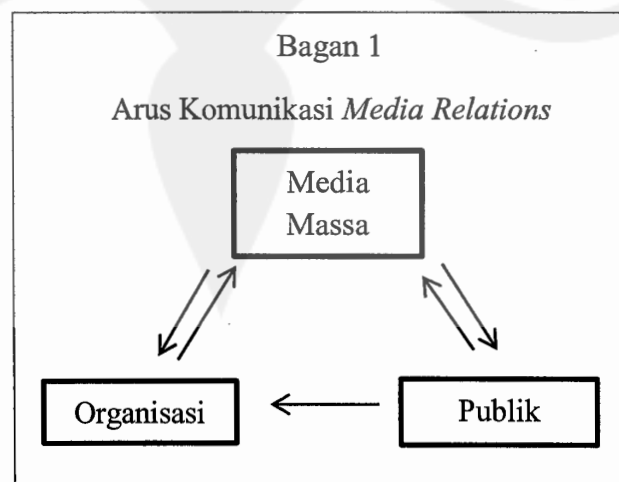 Bagan 1
Arus Komunikasi Media Relations
Media
Massa
Organisasi
Publik